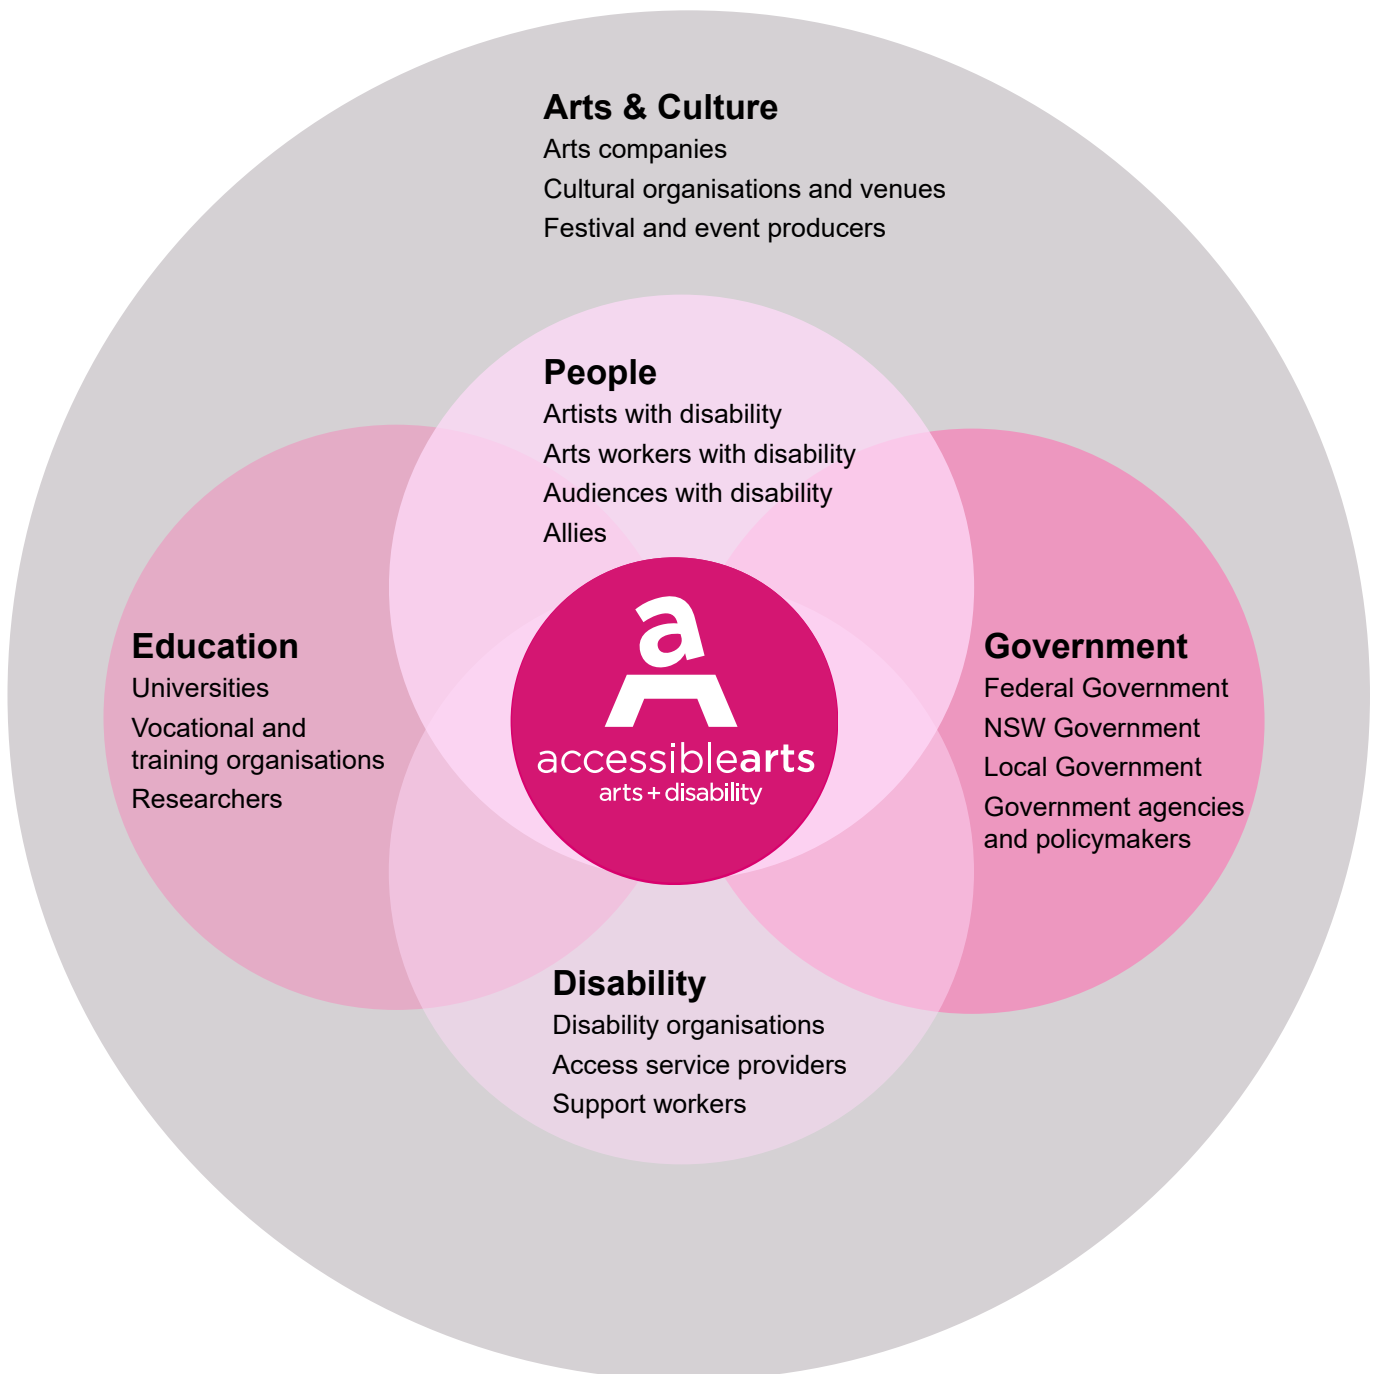 Arts & Culture
Arts companies
Cultural organisations and venues
Festival and event producers
People
Artists with disability
Arts workers with disability
Audiences with disability
Allies
Education
Universities
Vocational and
training organisations
Researchers
a
A
accessiblearts
arts + disability
Government
Federal Government
NSW Government
Local Government
Government agencies
and policymakers
Disability
Disability organisations
Access service providers
Support workers